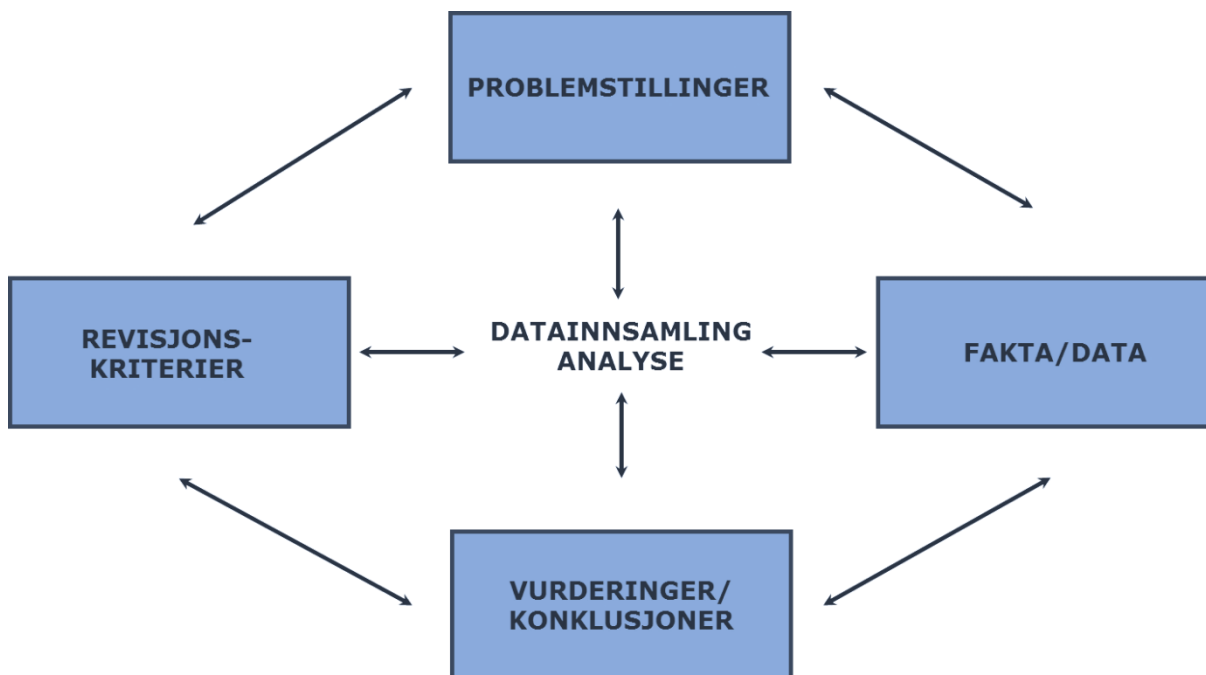 PROBLEMSTILLINGER
REVISJONS-
KRITERIER
DATAINNSAMLING
ANALYSE
FAKTA/DATA
VURDERINGER/
KONKLUSJONER